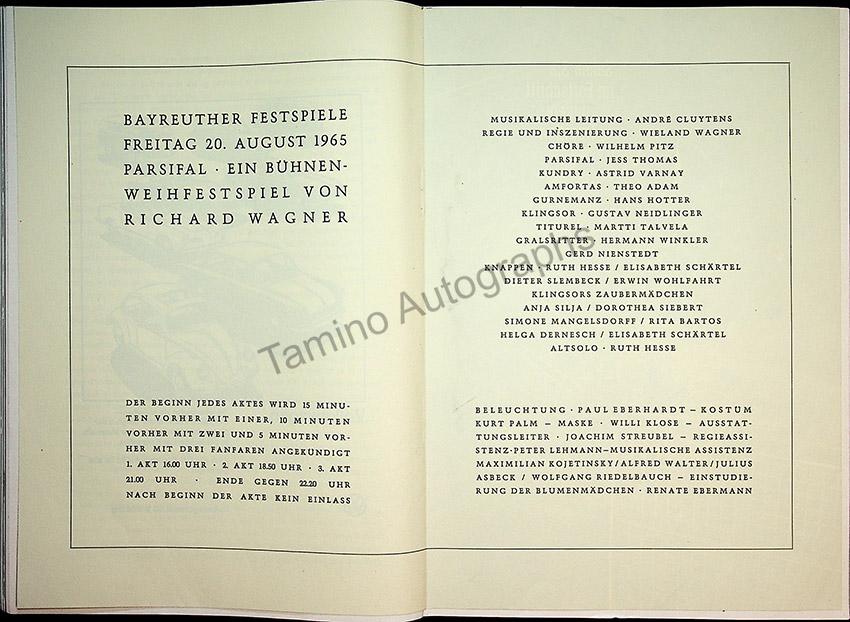 BAYREUTHER FESTSPIELE
FREITAG 20. AUGUST 1965
PARSIFAL · EIN BÜHNEN-
WEIHFESTSPIEL VON
RICHARD WAGNER
DER BEGINN JEDES AKTES WIRD 15 MINU-
TEN VORHER MIT EINER, 10 MINUTEN
VORHER MIT ZWEI UND 5 MINUTEN VOR-
HER MIT DREI FANFAREN ANGEKÜNDIGT
1. AKT 16.00 UHR · 2. AKT 18.50 UHR · 3. AKT
21.00 UHR · ENDE GEGEN 22.20 UHR
NACH BEGINN DER AKTE KEIN EINLASS
MUSIKALISCHE LEITUNG · ANDRÉ CLUYTENS
REGIE UND INSZENIERUNG · WIELAND WAGNER
CHÖRE · WILHELM PITZ
PARSIFAL · JESS THOMAS
KUNDRY · ASTRID VARNAY
AMFORTAS · THEO ADAM
GURNEMANZ · HANS HOTTER
KLINGSOR · GUSTAV NEIDLINGER
TITUREL · MARTTI TALVELA
GRALSRITTER · HERMANN WINKLER
GERD NIENSTEDT
KNAPPEN · RUTH HESSE / ELISABETH SCHÄRTEL
DIETER SLEMBECK / ERWIN WOHLFAHRT
KLINGSORS ZAUBERMÄDCHEN
ANJA SILJA / DOROTHEA SIEBERT
SIMONE MANGELSDORFF / RITA BARTOS
HELGA DERNESCH / ELISABETH SCHÄRTEL
ALTSOLO · RUTH HESSE
BELEUCHTUNG · PAUL EBERHARDT – KOSTÜM
KURT PALM – MASKE · WILLI KLOSE – AUSSTAT-
TUNGSLEITER · JOACHIM STREUBEL – REGIEASSI-
STENZ·PETER LEHMANN–MUSIKALISCHE ASSISTENZ
MAXIMILIAN KOJETINSKY/ALFRED WALTER/JULIUS
ASBECK / WOLFGANG RIEDELBAUCH – EINSTUDIE-
RUNG DER BLUMENMÄDCHEN · RENATE EBERMANN
Tamino Autographs